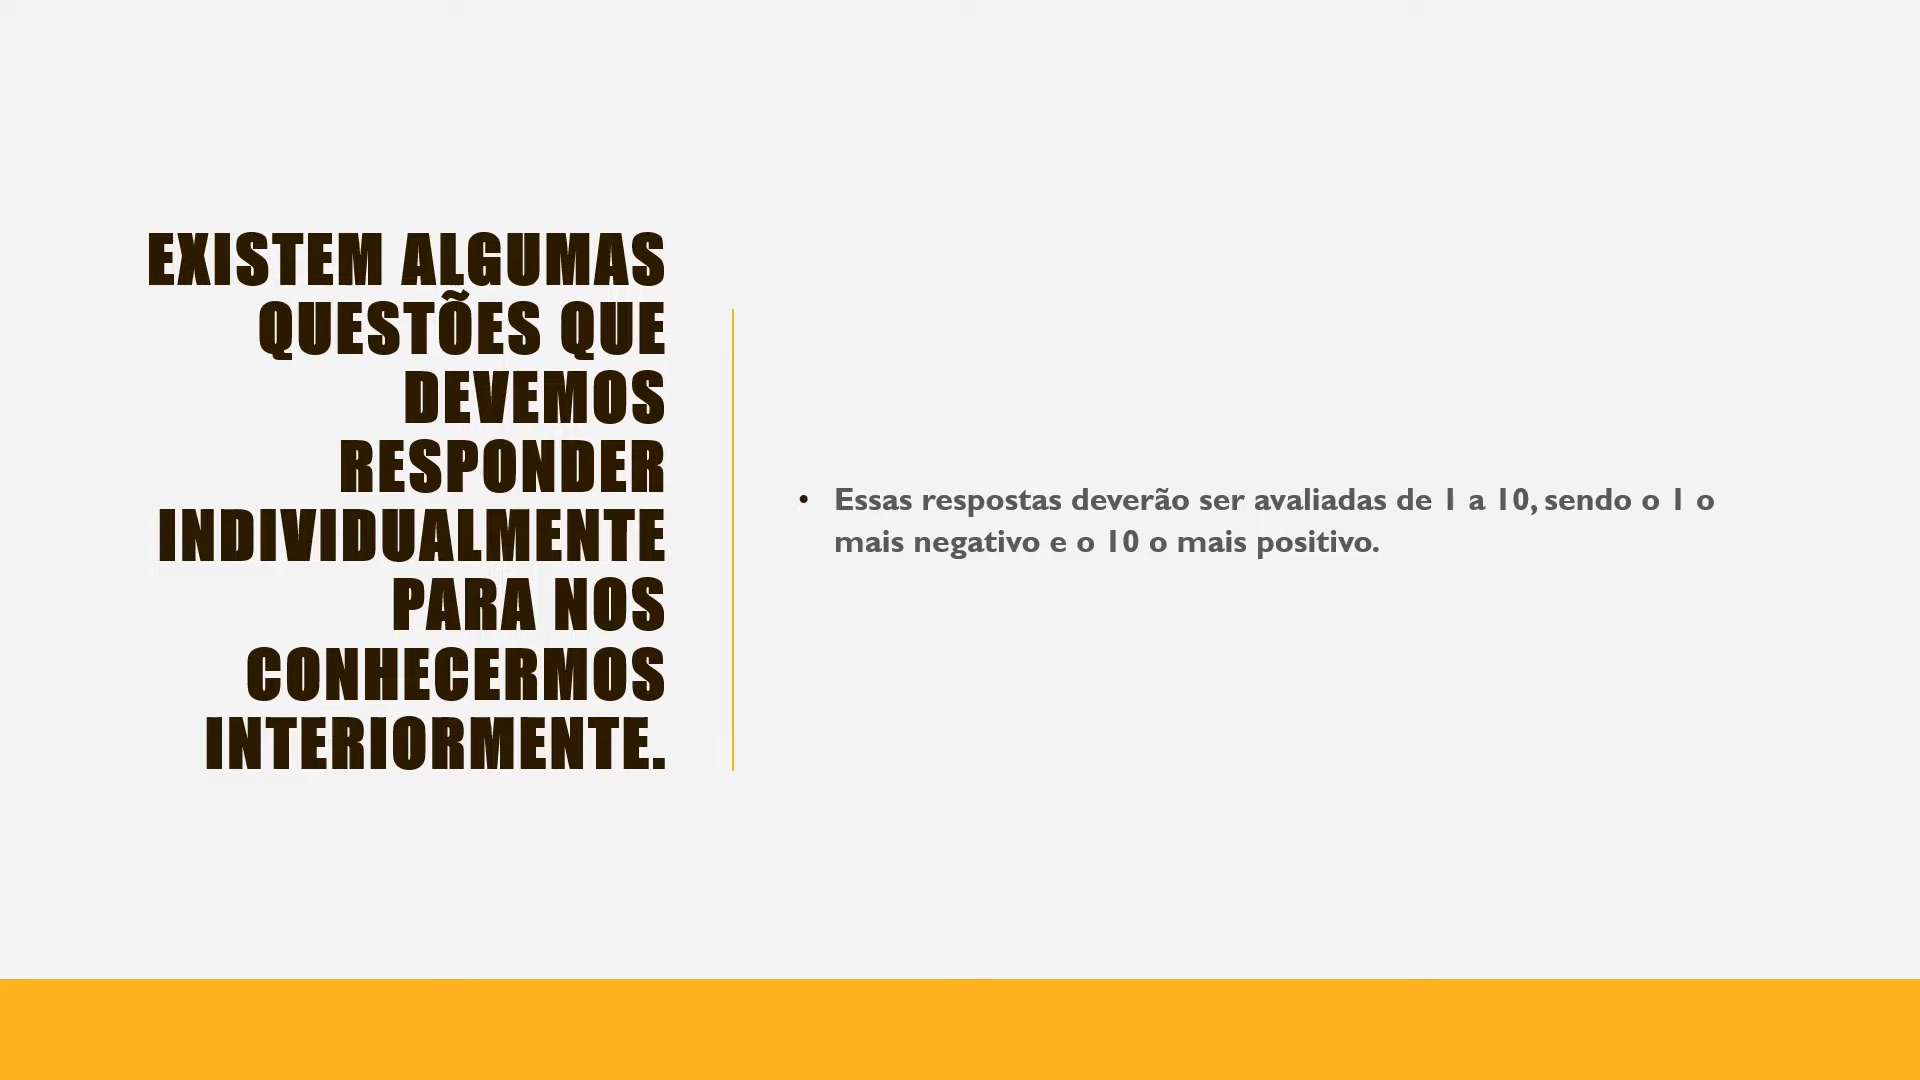 EXISTEM ALGUMAS
QUESTÕES QUE
DEVEMOS
RESPONDER
INDIVIDUALMENTE
PARA NOS
CONHECERMOS
INTERIORMENTE.
• Essas respostas deverão ser avaliadas de 1 a 10, sendo o 1 o
mais negativo e o 10 o mais positivo.